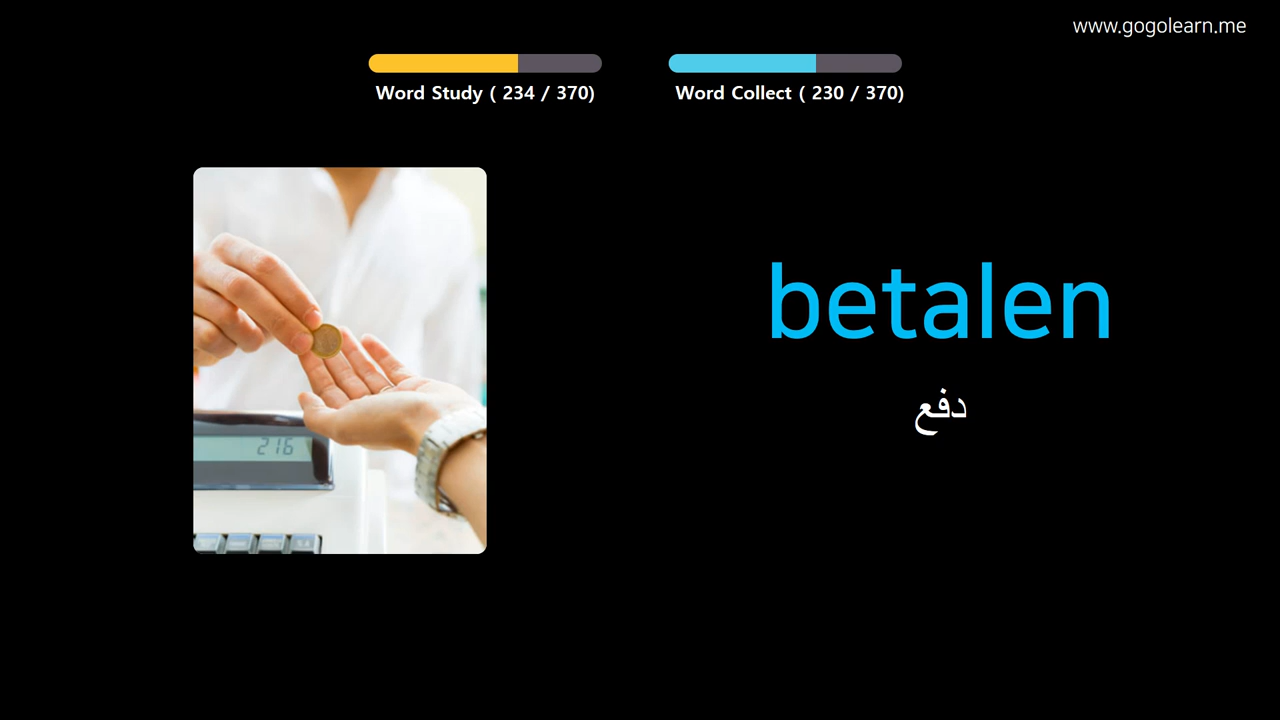 www.gogolearn.me
Word Study ( 234 / 370)
Word Collect ( 230 / 370)
betalen
دفع
216